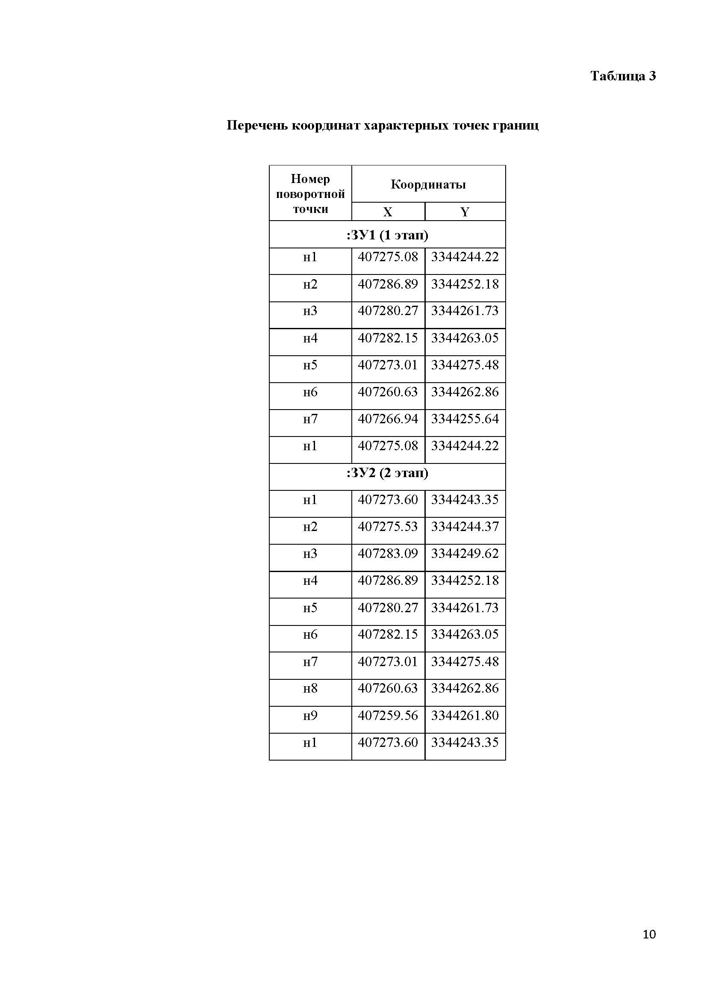 Таблица 3
Перечень координат характерных точек границ
Номер
поворотной
точки
Координаты
X Y
:ЗУ1 (1 этап)
н1 407275.08 3344244.22
н2 407286.89 3344252.18
н3 407280.27 3344261.73
н4 407282.15 3344263.05
н5 407273.01 3344275.48
н6 407260.63 3344262.86
н7 407266.94 3344255.64
н1 407275.08 3344244.22
:ЗУ2 (2 этап)
н1 407273.60 3344243.35
н2 407275.53 3344244.37
н3 407283.09 3344249.62
н4 407286.89 3344252.18
н5 407280.27 3344261.73
н6 407282.15 3344263.05
н7 407273.01 3344275.48
н8 407260.63 3344262.86
н9 407259.56 3344261.80
н1 407273.60 3344243.35
10